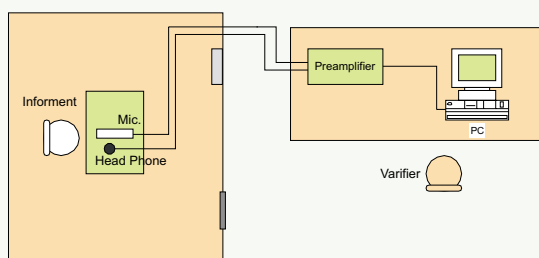 Informent
Mic.
Head Phone
Preamplifier
PC
Varifier